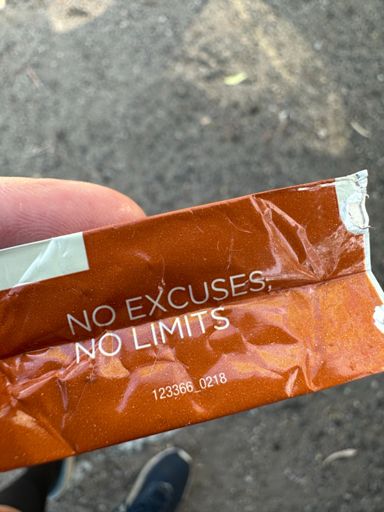 NO EXCUSES,
NO LIMITS
123366_0218